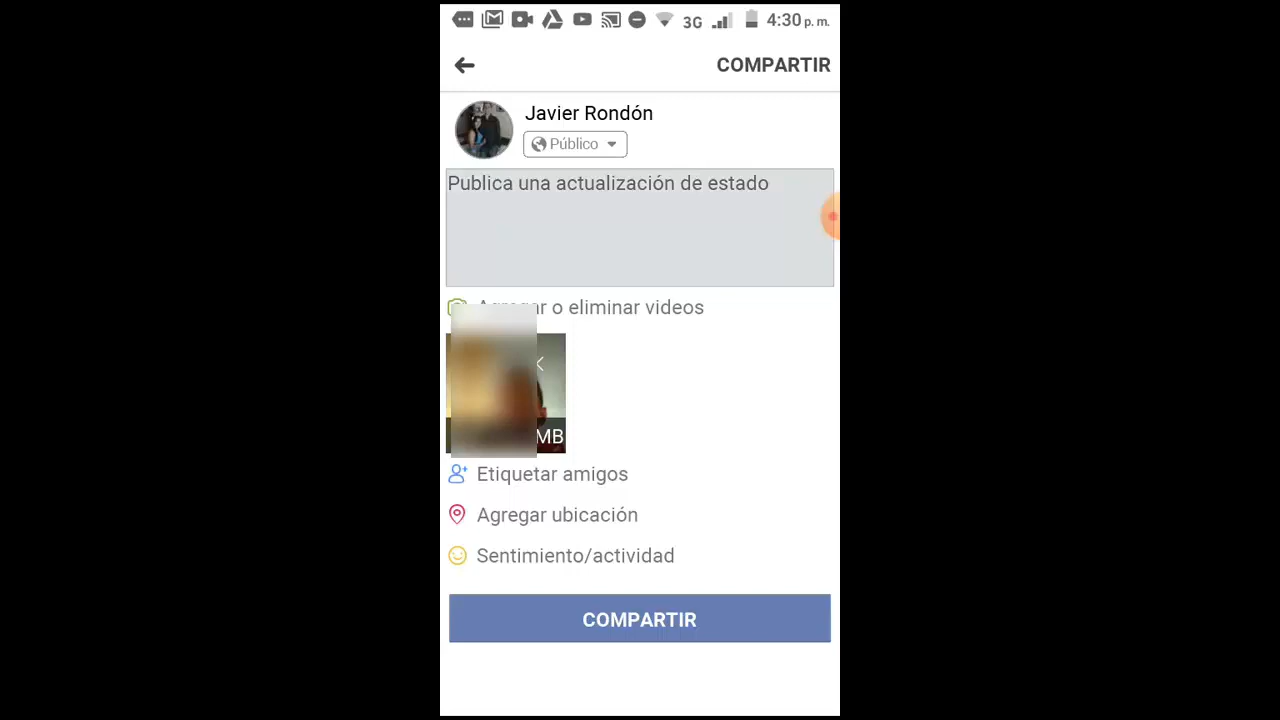 3G 4:30 p. m.
COMPARTIR
Javier Rondón
Público
Publica una actualización de estado
o eliminar videos
MB
Etiquetar amigos
Agregar ubicación
Sentimiento/actividad
COMPARTIR